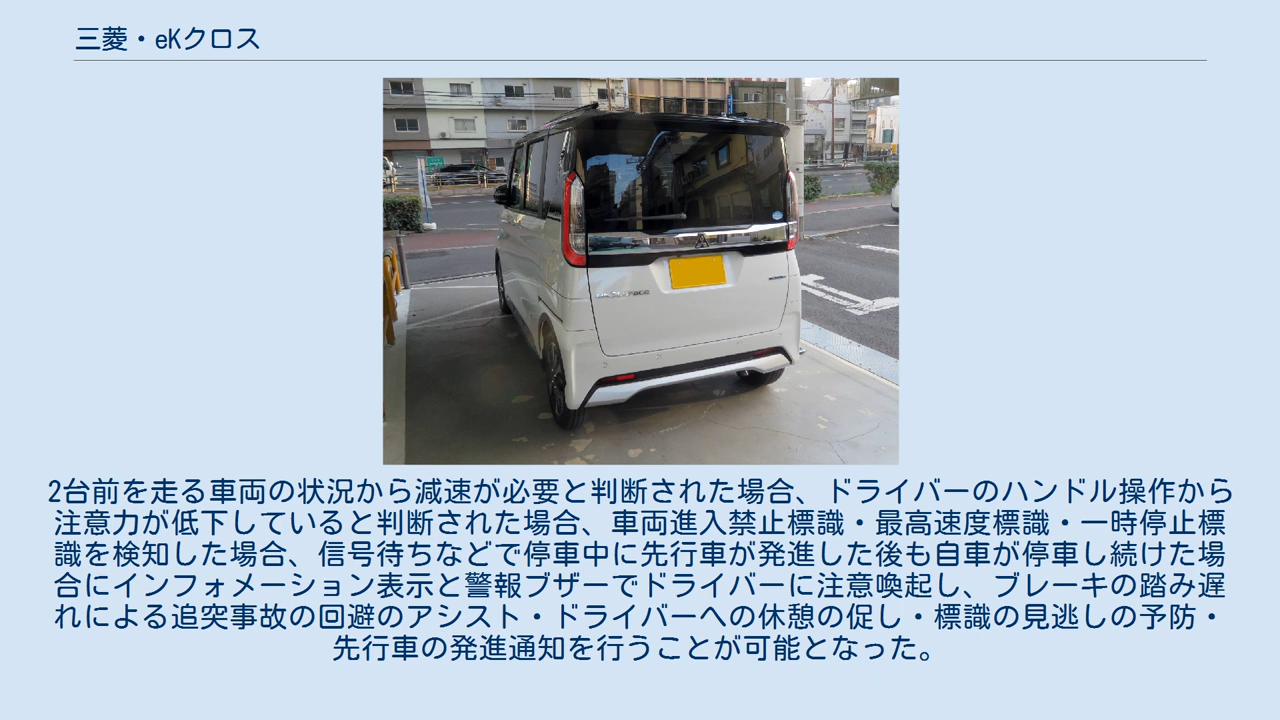 三菱・eKクロス
2台前を走る車両の状況から減速が必要と判断された場合、ドライバーのハンドル操作から
注意力が低下していると判断された場合、車両進入禁止標識・最高速度標識・一時停止標
識を検知した場合、信号待ちなどで停車中に先行車が発進した後も自車が停車し続けた場
合にインフォメーション表示と警報ブザーでドライバーに注意喚起し、ブレーキの踏み遅
れによる追突事故の回避のアシスト・ドライバーへの休憩の促し・標識の見逃しの予防・
先行車の発進通知を行うことが可能となった。